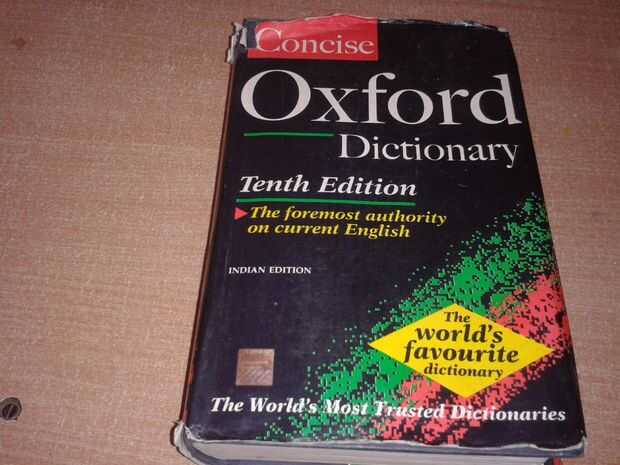 Concise
Oxford
Dictionary
Tenth Edition
The foremost authority
on current English
INDIAN EDITION
The
world's
favourite
dictionary
The World's Most Trusted Dictionaries